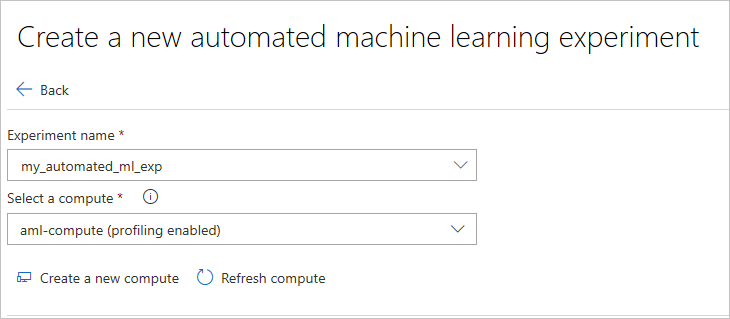 Create a new automated machine learning experiment
Back
Experiment name *
my_automated_ml_exp
Select a compute *
aml-compute (profiling enabled)
Create a new compute Refresh compute